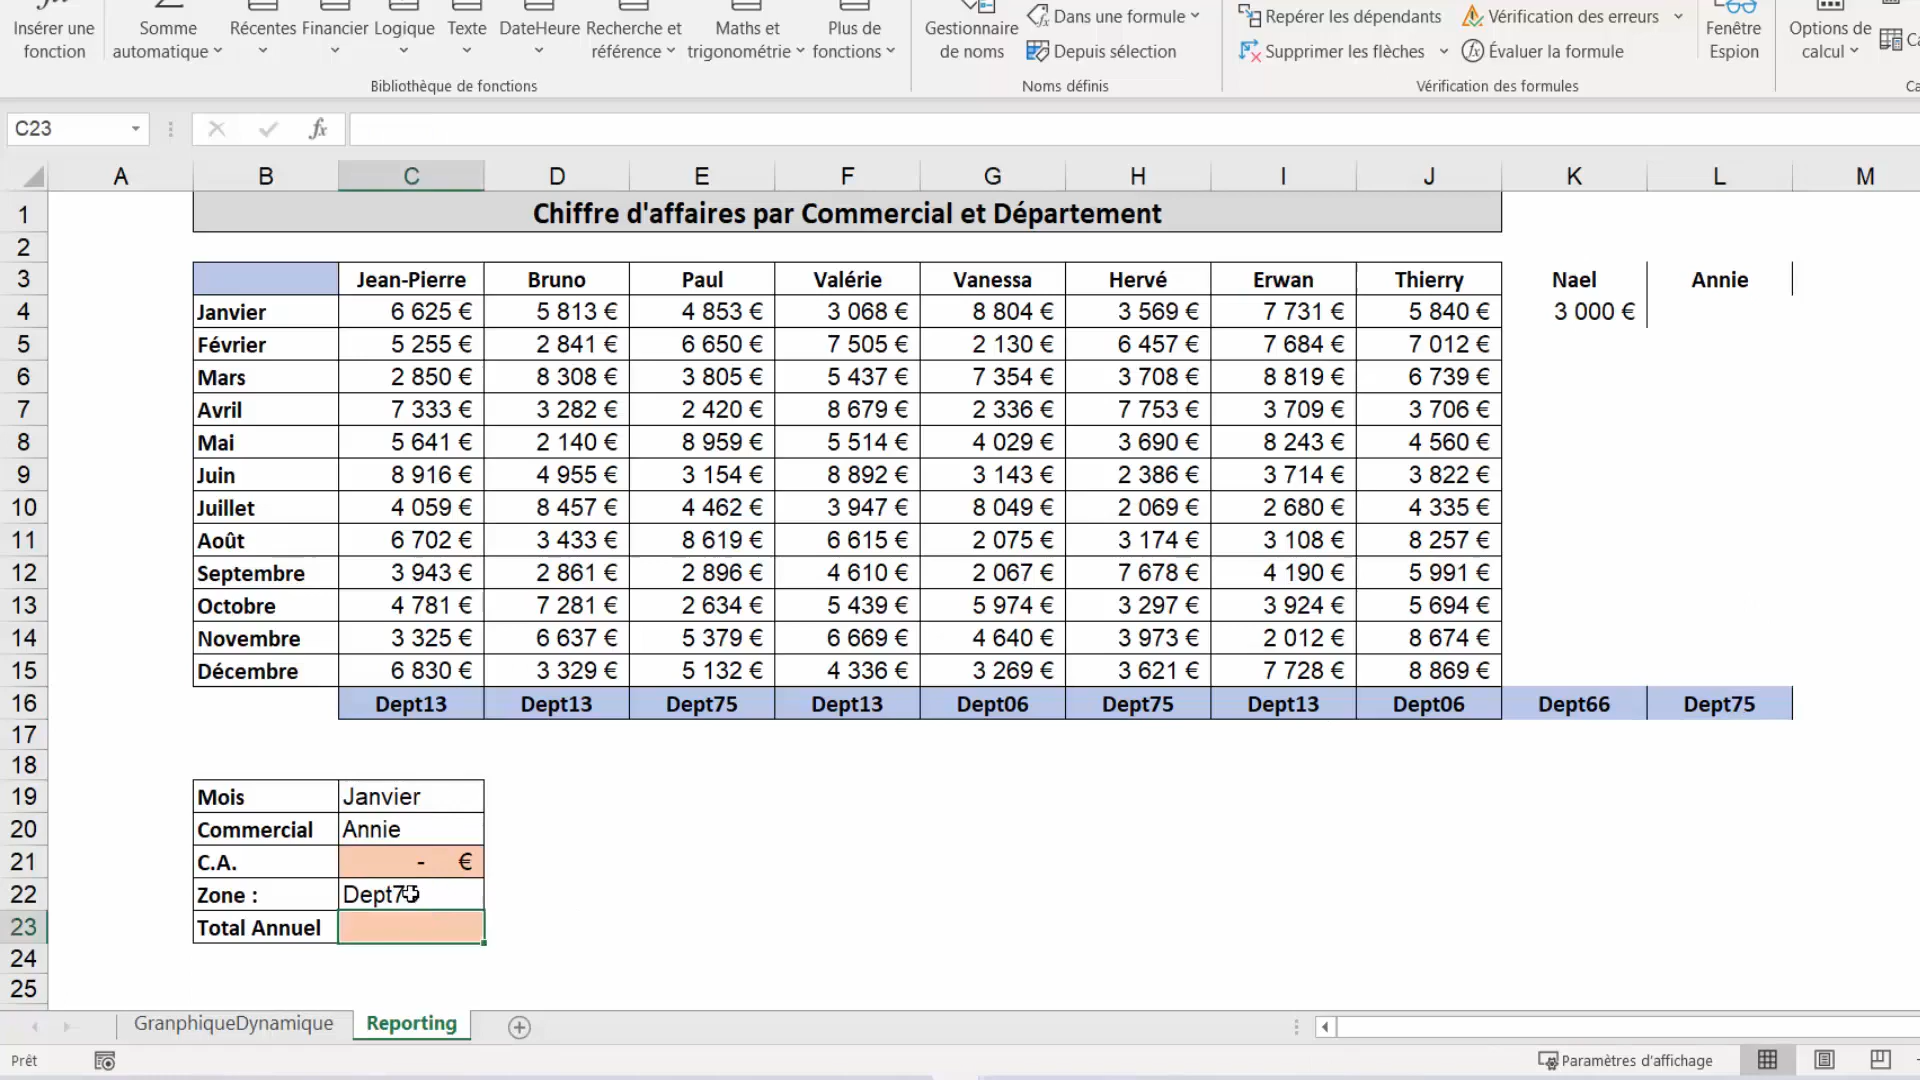 Insérer une fonction
Somme automatique
Récentes
Financier
Logique
Texte
DateHeure
Recherche et référence
Maths et trigonométrie
Plus de fonctions
Bibliothèque de fonctions
Gestionnaire de noms
Dans une formule
Depuis sélection
Noms définis
Repérer les dépendants
Supprimer les flèches
Vérification des erreurs
Évaluer la formule
Vérification des formules
Fenêtre Espion
Options de calcul
C23
fx
A B C D E F G H I J K L M
1 Chiffre d'affaires par Commercial et Département
2
3 Jean-Pierre Bruno Paul Valérie Vanessa Hervé Erwan Thierry Nael Annie
4 Janvier 6 625 € 5 813 € 4 853 € 3 068 € 8 804 € 3 569 € 7 731 € 5 840 € 3 000 €
5 Février 5 255 € 2 841 € 6 650 € 7 505 € 2 130 € 6 457 € 7 684 € 7 012 €
6 Mars 2 850 € 8 308 € 3 805 € 5 437 € 7 354 € 3 708 € 8 819 € 6 739 €
7 Avril 7 333 € 3 282 € 2 420 € 8 679 € 2 336 € 7 753 € 3 709 € 3 706 €
8 Mai 5 641 € 2 140 € 8 959 € 5 514 € 4 029 € 3 690 € 8 243 € 4 560 €
9 Juin 8 916 € 4 955 € 3 154 € 8 892 € 3 143 € 2 386 € 3 714 € 3 822 €
10 Juillet 4 059 € 8 457 € 4 462 € 3 947 € 8 049 € 2 069 € 2 680 € 4 335 €
11 Août 6 702 € 3 433 € 8 619 € 6 615 € 2 075 € 3 174 € 3 108 € 8 257 €
12 Septembre 3 943 € 2 861 € 2 896 € 4 610 € 2 067 € 7 678 € 4 190 € 5 991 €
13 Octobre 4 781 € 7 281 € 2 634 € 5 439 € 5 974 € 3 297 € 3 924 € 5 694 €
14 Novembre 3 325 € 6 637 € 5 379 € 6 669 € 4 640 € 3 973 € 2 012 € 8 674 €
15 Décembre 6 830 € 3 329 € 5 132 € 4 336 € 3 269 € 3 621 € 7 728 € 8 869 €
16 Dept13 Dept13 Dept75 Dept13 Dept06 Dept75 Dept13 Dept06 Dept66 Dept75
17
18
19 Mois Janvier
20 Commercial Annie
21 C.A. - €
22 Zone :
23 Total Annuel
24
25
GranphiqueDynamique Reporting
Prêt
Paramètres d'affichage